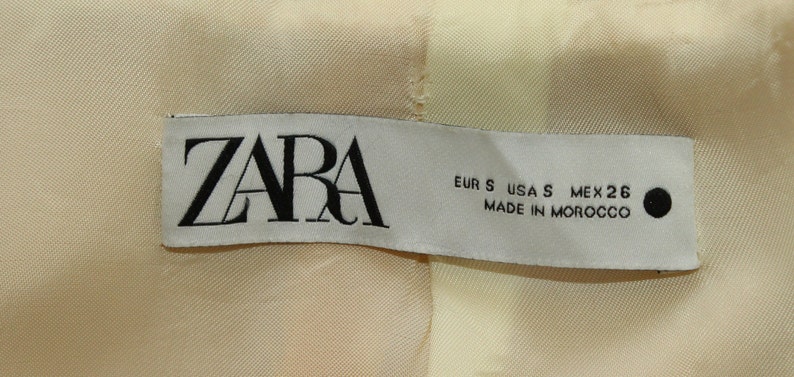 ZARA
EUR S USA S MEX 26
MADE IN MOROCCO